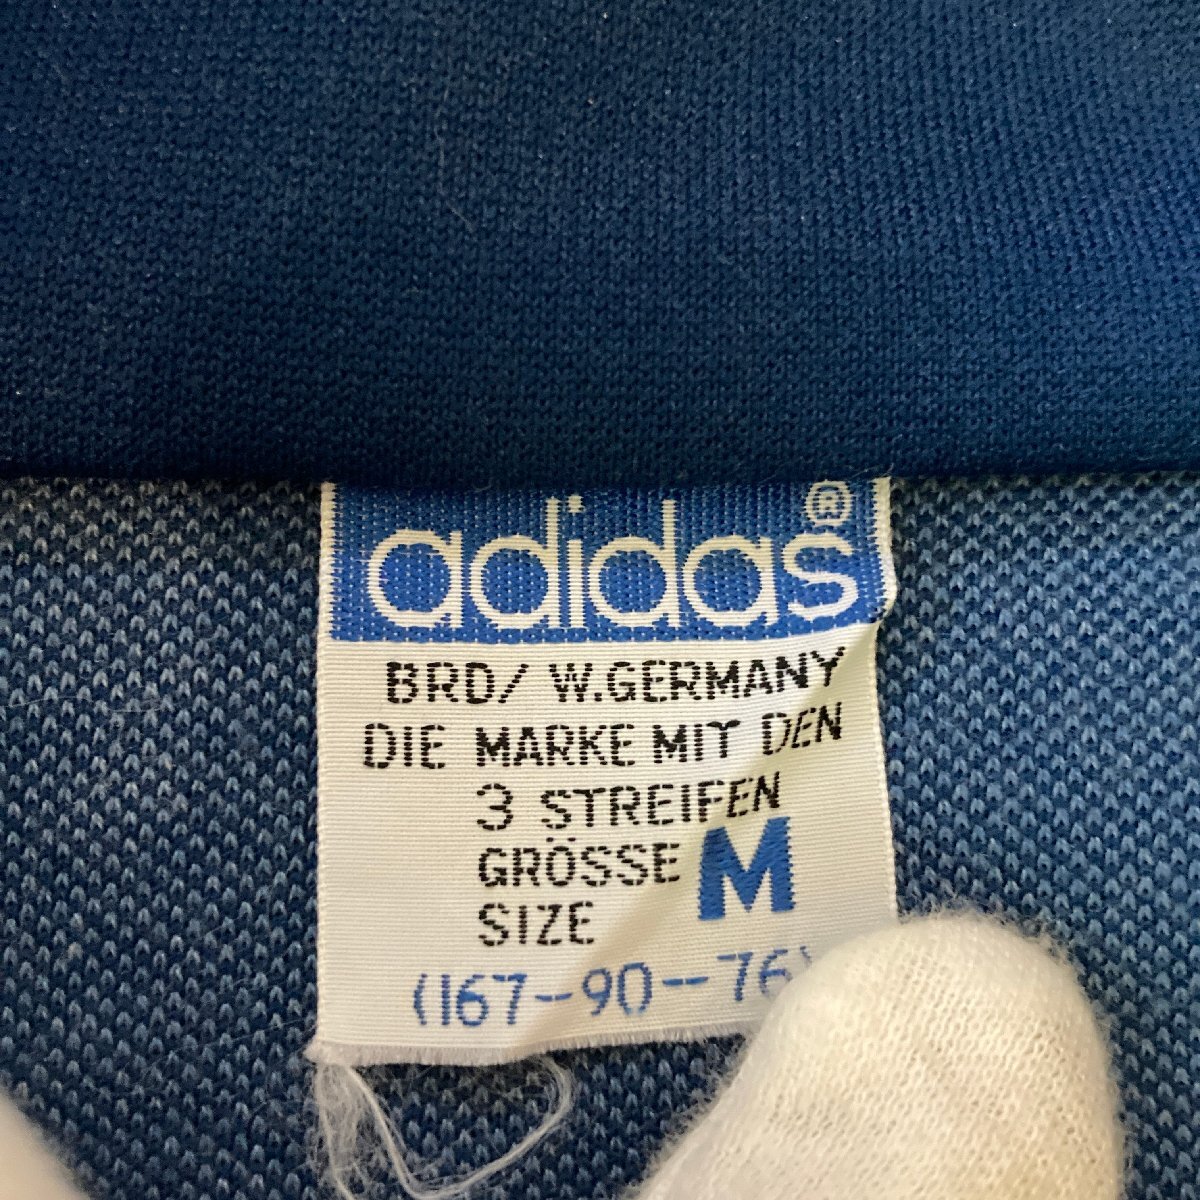 adidas®
BRD/ W.GERMANY
DIE MARKE MIT DEN
3 STREIFEN
GRÖSSE M
SIZE
(167--90--76)